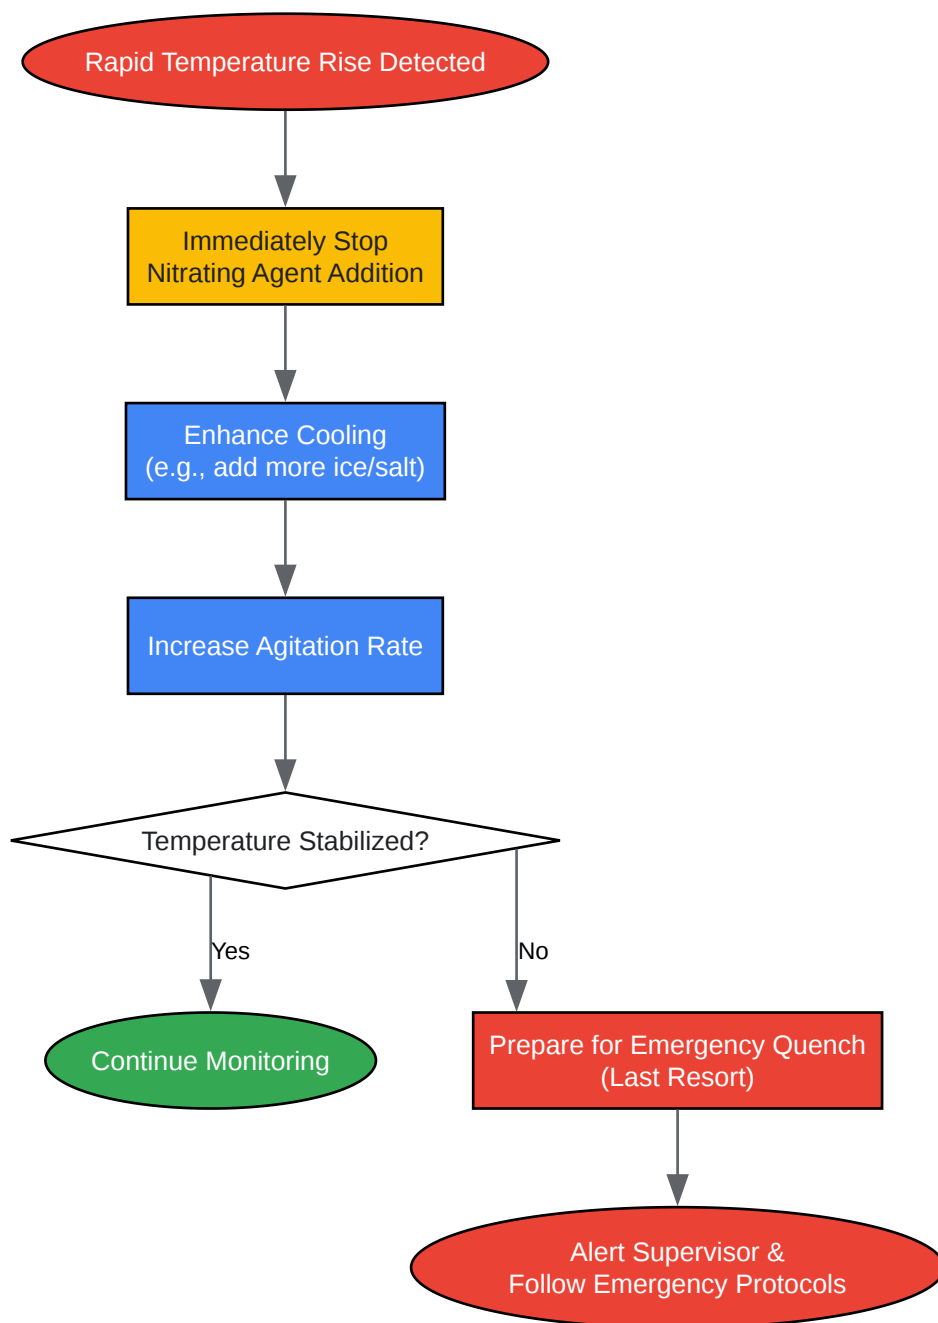 Rapid Temperature Rise Detected
Immediately Stop
Nitrating Agent Addition
Enhance Cooling
(e.g., add more ice/salt)
Increase Agitation Rate
Temperature Stabilized?
Yes
No
Continue Monitoring
Prepare for Emergency Quench
(Last Resort)
Alert Supervisor &
Follow Emergency Protocols